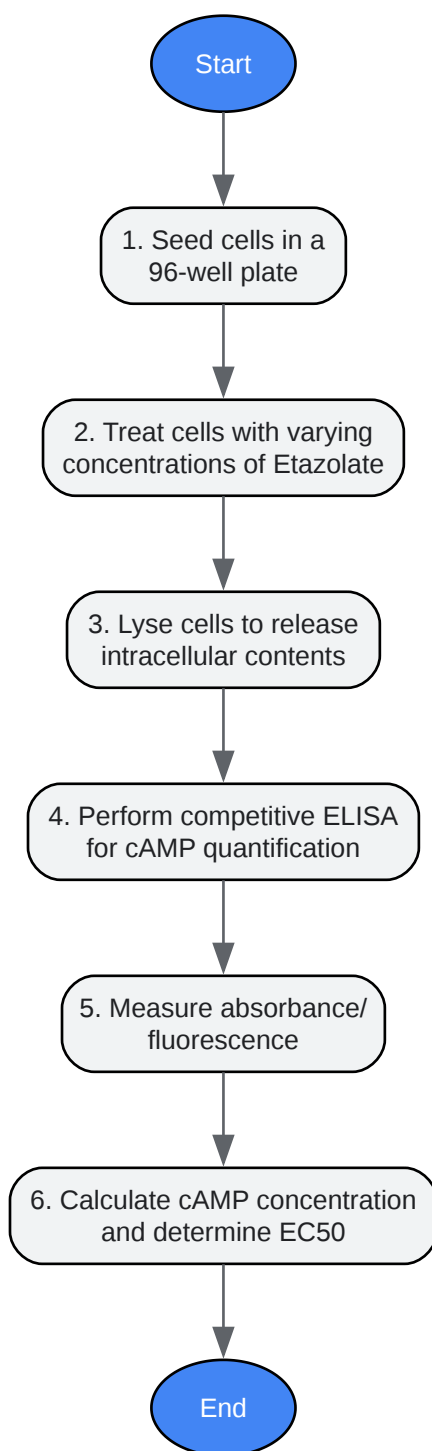 Start
1. Seed cells in a
96-well plate
2. Treat cells with varying
concentrations of Etazolate
3. Lyse cells to release
intracellular contents
4. Perform competitive ELISA
for cAMP quantification
5. Measure absorbance/
fluorescence
6. Calculate cAMP concentration
and determine EC50
End